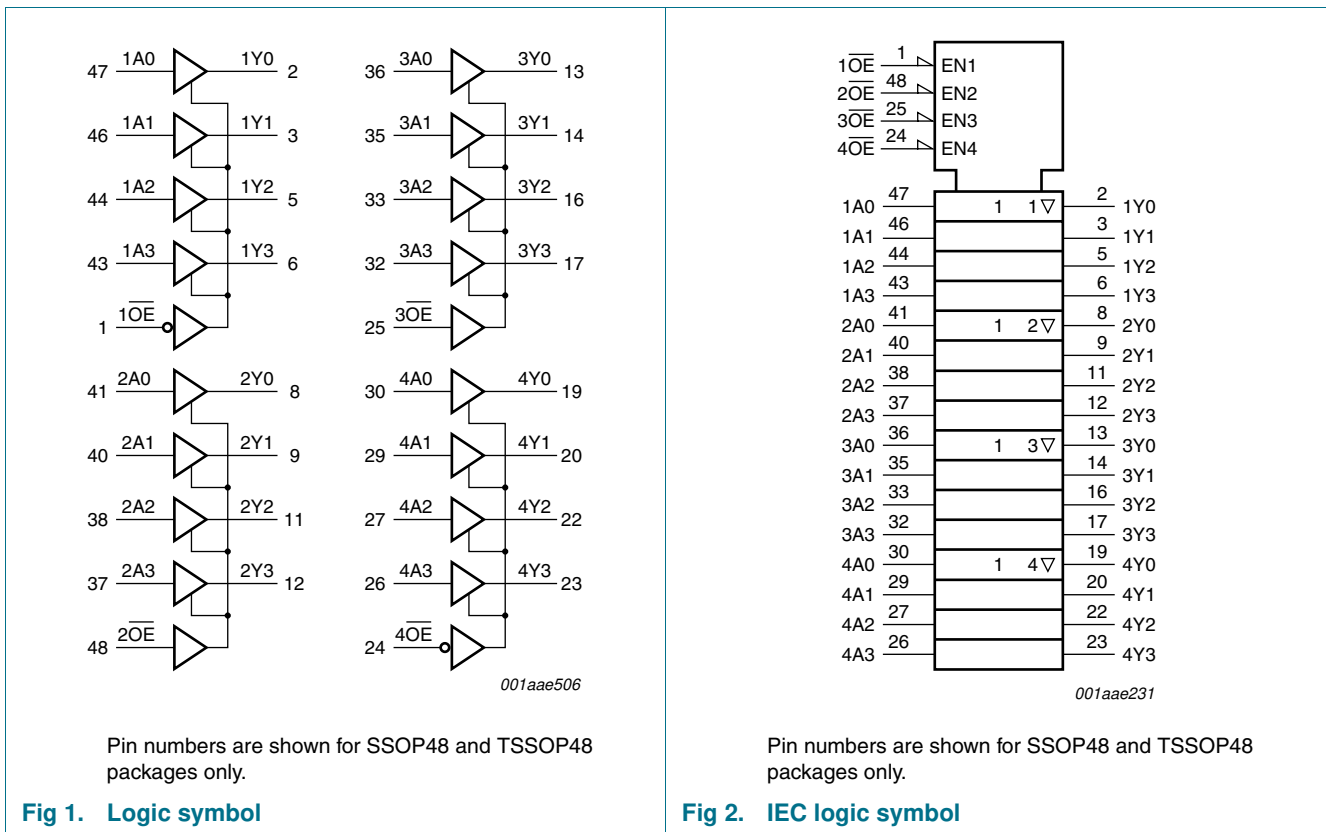 47 1A0 1Y0 2
46 1A1 1Y1 3
44 1A2 1Y2 5
43 1A3 1Y3 6
1 1O̅E̅
41 2A0 2Y0 8
40 2A1 2Y1 9
38 2A2 2Y2 11
37 2A3 2Y3 12
48 2O̅E̅
36 3A0 3Y0 13
35 3A1 3Y1 14
33 3A2 3Y2 16
32 3A3 3Y3 17
25 3O̅E̅
30 4A0 4Y0 19
29 4A1 4Y1 20
27 4A2 4Y2 22
26 4A3 4Y3 23
24 4O̅E̅
001aae506
Pin numbers are shown for SSOP48 and TSSOP48
packages only.
Fig 1. Logic symbol
1O̅E̅ 1 EN1
2O̅E̅ 48 EN2
3O̅E̅ 25 EN3
4O̅E̅ 24 EN4
1A0 47 1 1▽ 2 1Y0
1A1 46 3 1Y1
1A2 44 5 1Y2
1A3 43 6 1Y3
2A0 41 1 2▽ 8 2Y0
2A1 40 9 2Y1
2A2 38 11 2Y2
2A3 37 12 2Y3
3A0 36 1 3▽ 13 3Y0
3A1 35 14 3Y1
3A2 33 16 3Y2
3A3 32 17 3Y3
4A0 30 1 4▽ 19 4Y0
4A1 29 20 4Y1
4A2 27 22 4Y2
4A3 26 23 4Y3
001aae231
Pin numbers are shown for SSOP48 and TSSOP48
packages only.
Fig 2. IEC logic symbol